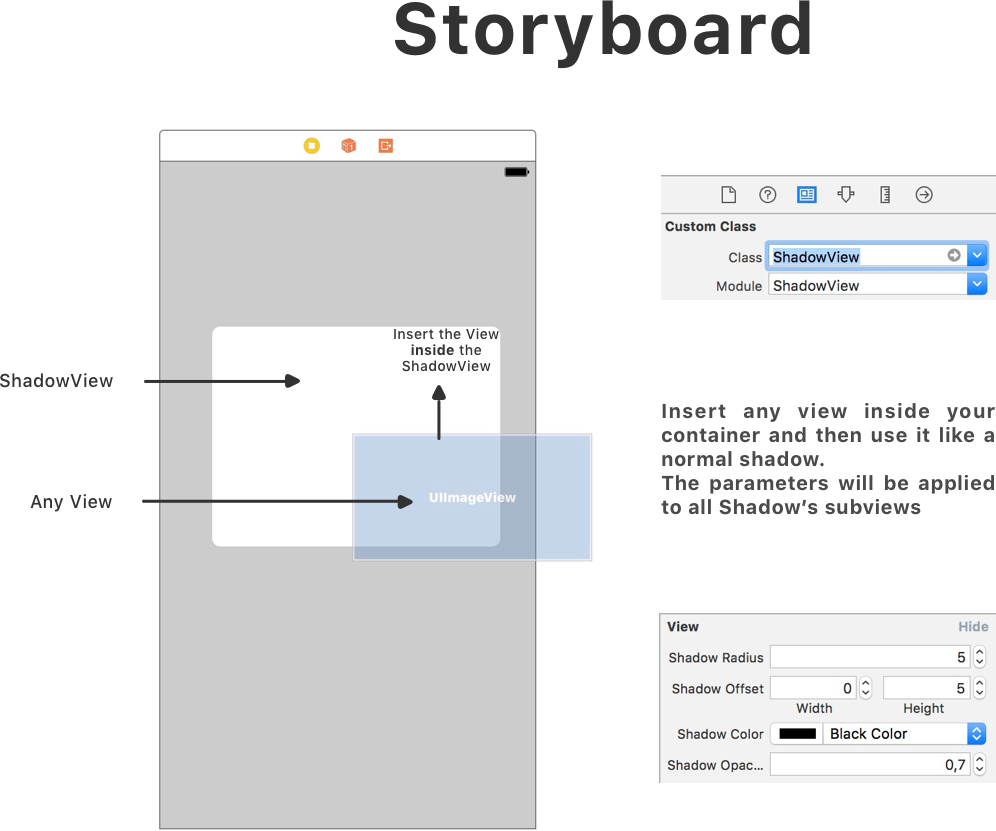 Storyboard
Insert the View
inside the
ShadowView
ShadowView
Any View
UIImageView
Custom Class
Class ShadowView
Module ShadowView
Insert any view inside your
container and then use it like a
normal shadow.
The parameters will be applied
to all Shadow’s subviews
View Hide
Shadow Radius 5
Shadow Offset 0 5
Width Height
Shadow Color Black Color
Shadow Opac... 0,7